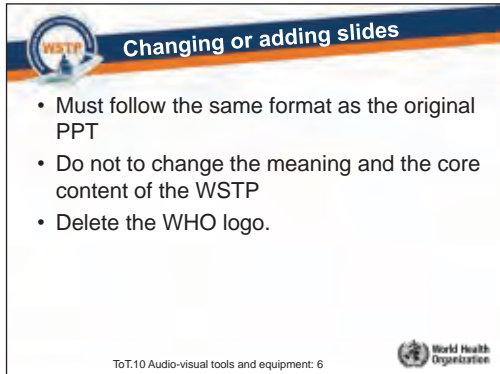 WSTP
Changing or adding slides
• Must follow the same format as the original
PPT
• Do not to change the meaning and the core
content of the WSTP
• Delete the WHO logo.
ToT.10 Audio-visual tools and equipment: 6
World Health
Organization